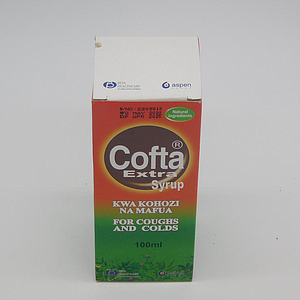 aspen
Natural
Ingredients
Cofta®
Extra
Syrup
KWA KOHOZI
NA MAFUA
FOR COUGHS
AND COLDS
100ml